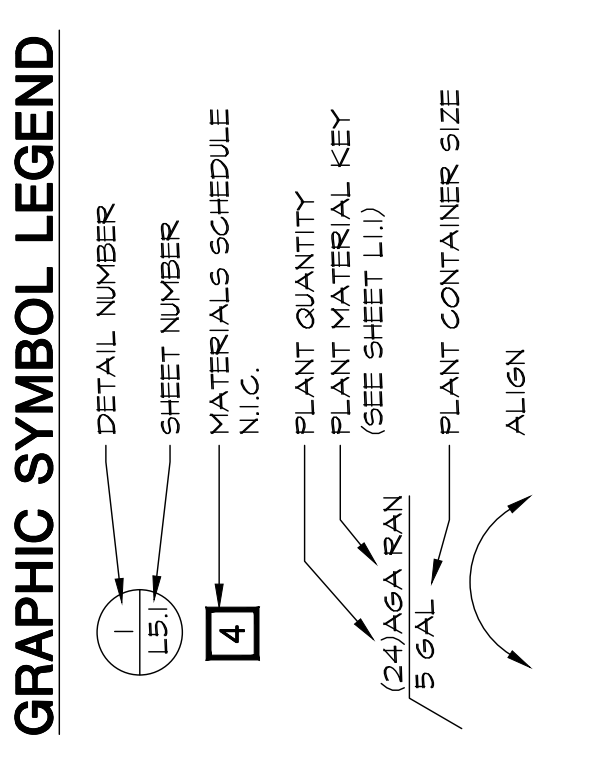 GRAPHIC SYMBOL LEGEND
1
L5.1
DETAIL NUMBER
SHEET NUMBER
4
MATERIALS SCHEDULE
N.I.C.
(24)AGA RAN
5 GAL
PLANT QUANTITY
PLANT MATERIAL KEY
(SEE SHEET L1.1)
PLANT CONTAINER SIZE
ALIGN